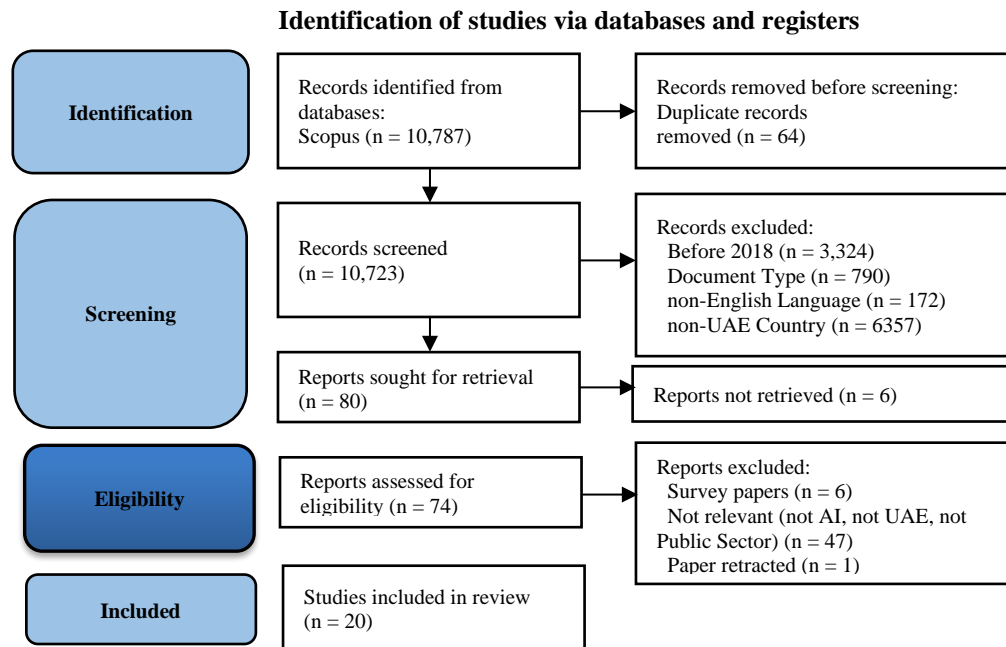 Identification of studies via databases and registers
Identification
Records identified from
databases:
Scopus (n = 10,787)
Records removed before screening:
Duplicate records
removed (n = 64)
Screening
Records screened
(n = 10,723)
Records excluded:
Before 2018 (n = 3,324)
Document Type (n = 790)
non-English Language (n = 172)
non-UAE Country (n = 6357)
Reports sought for retrieval
(n = 80)
Reports not retrieved (n = 6)
Eligibility
Reports assessed for
eligibility (n = 74)
Reports excluded:
Survey papers (n = 6)
Not relevant (not AI, not UAE, not
Public Sector) (n = 47)
Paper retracted (n = 1)
Included
Studies included in review
(n = 20)